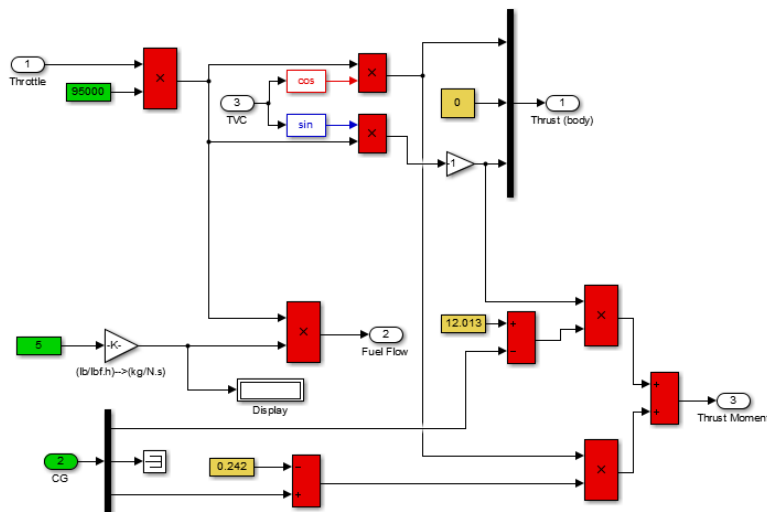 1
Throttle
95000
×
3
TVC
cos
sin
×
×
-1
0
1
Thrust (body)
5
-K-
(lb/lbf.h)-->(kg/N.s)
×
2
Fuel Flow
Display
12.013
+
−
×
+
+
3
Thrust Moment
2
CG
0.242
−
+
×